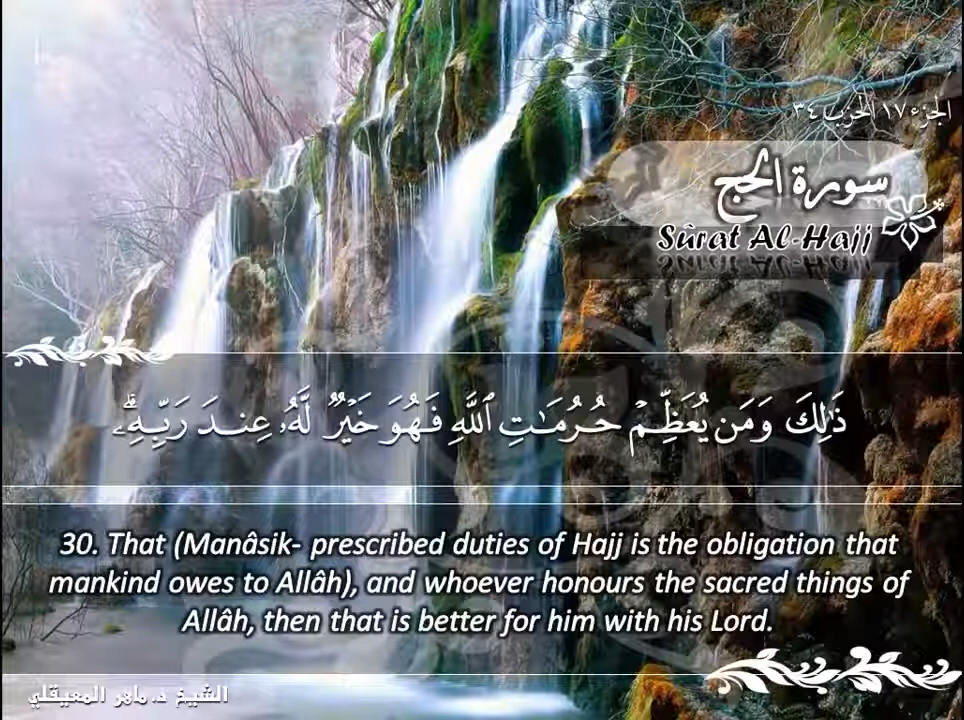 الجزء ١٧ الحزب ٣٤
سورة الحج
Sûrat Al-Hajj
ذَٰلِكَ وَمَن يُعَظِّمْ حُرُمَـٰتِ ٱللَّهِ فَهُوَ خَيْرٌ لَّهُۥ عِندَ رَبِّهِۦ ۗ
30. That (Manâsik- prescribed duties of Hajj is the obligation that
mankind owes to Allâh), and whoever honours the sacred things of
Allâh, then that is better for him with his Lord.
الشيخ د. ماهر المعيقلي